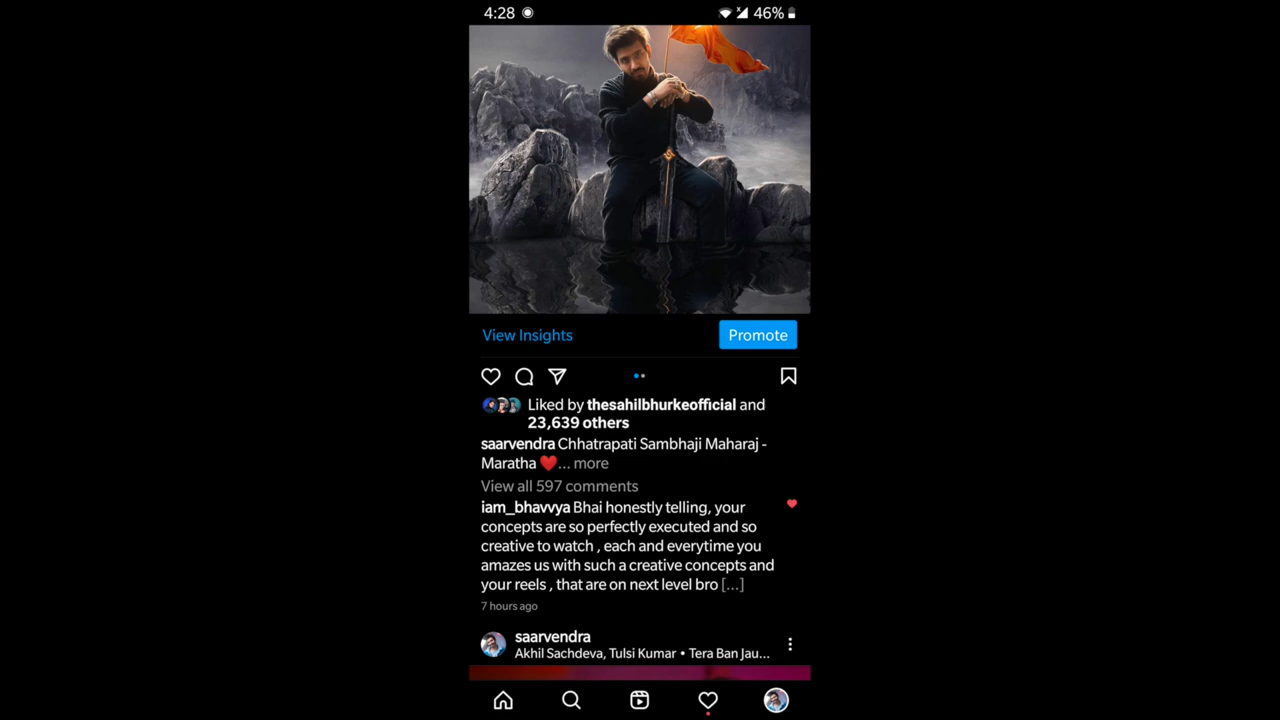 4:28 46%
View Insights Promote
Liked by thesahilbhurkeofficial and
23,639 others
saarvendra Chhatrapati Sambhaji Maharaj -
Maratha ❤️... more
View all 597 comments
iam_bhavvya Bhai honestly telling, your
concepts are so perfectly executed and so
creative to watch , each and everytime you
amazes us with such a creative concepts and
your reels , that are on next level bro [...]
7 hours ago
saarvendra
Akhil Sachdeva, Tulsi Kumar • Tera Ban Jau...